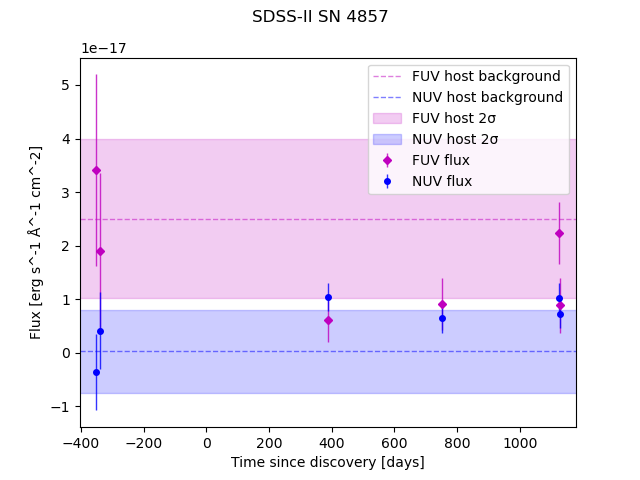 SDSS-II SN 4857
1e−17
FUV host background
NUV host background
FUV host 2σ
NUV host 2σ
FUV flux
NUV flux
5
4
3
2
1
0
−1
Flux [erg s^-1 Å^-1 cm^-2]
−400 −200 0 200 400 600 800 1000
Time since discovery [days]